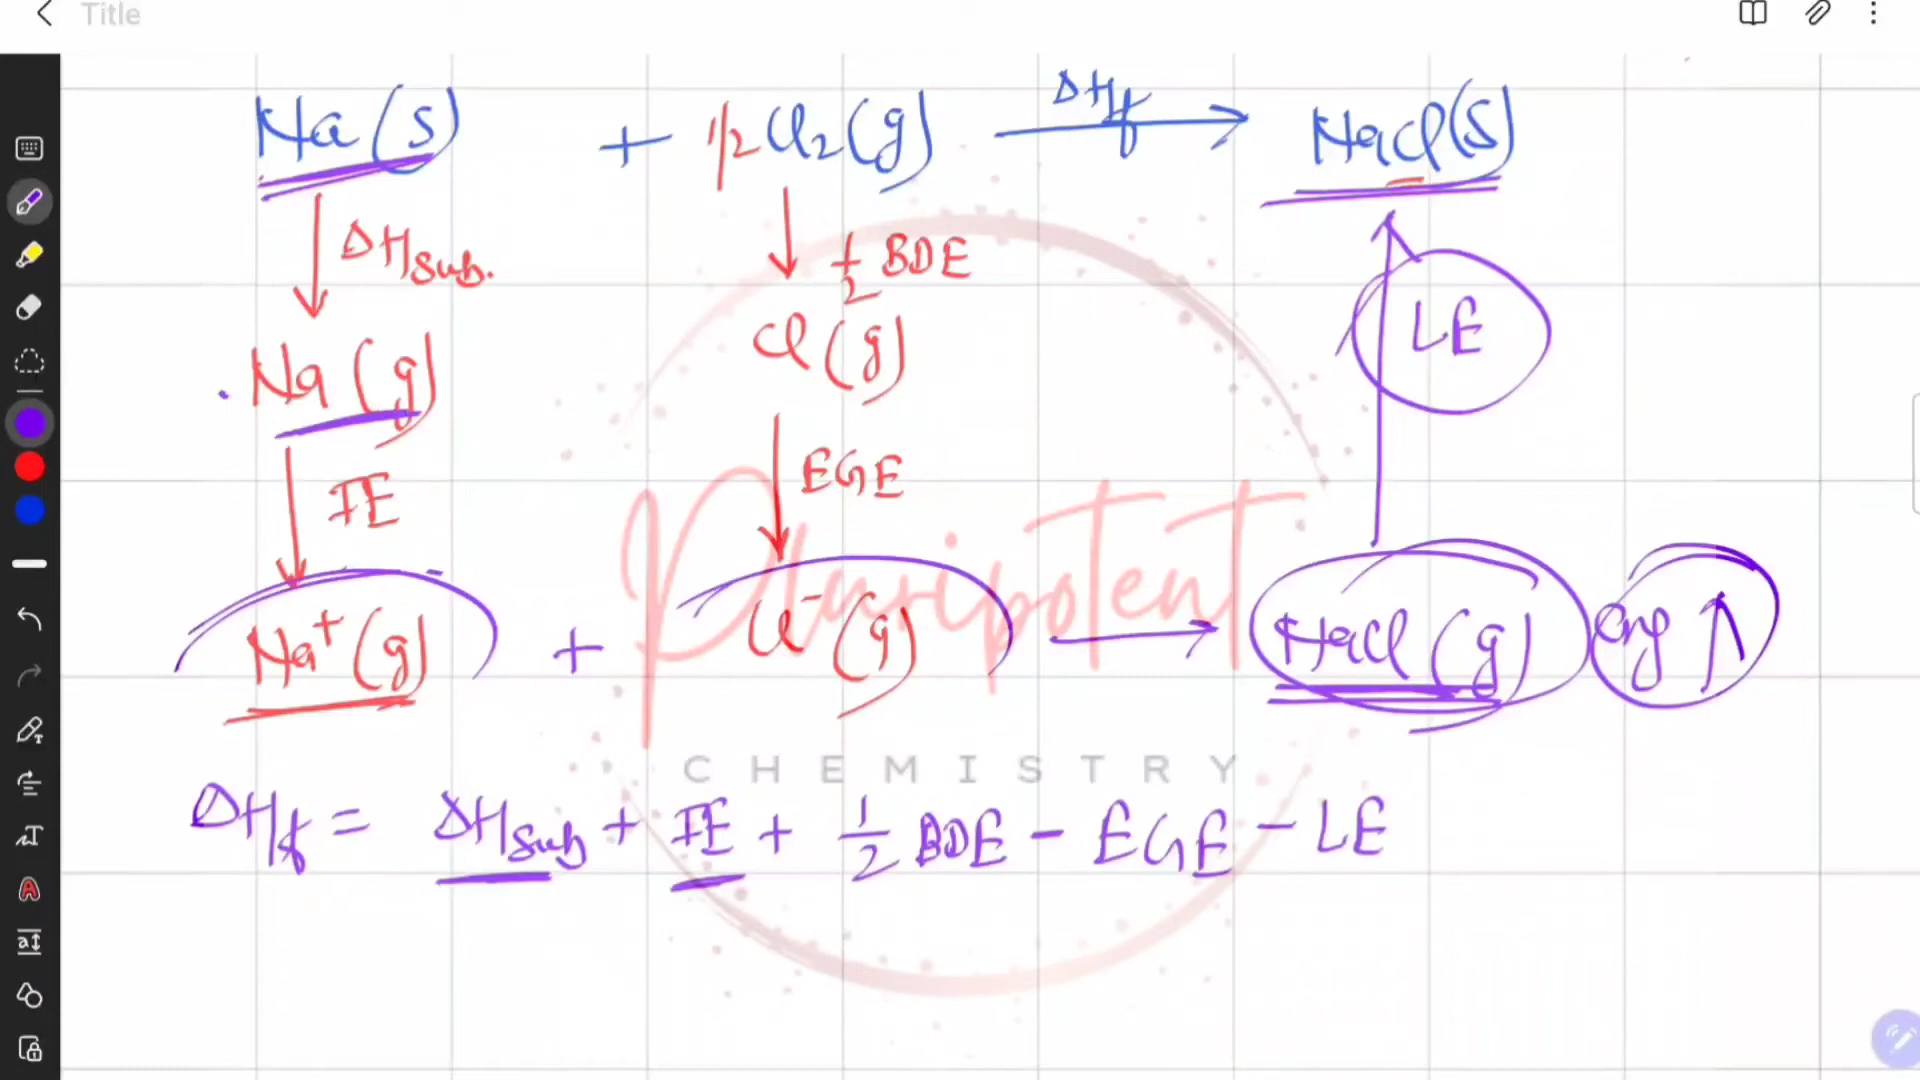 Title
Na(s) + 1/2 Cl₂(g) ΔHf → NaCl(s)
↓ ΔHsub. ↓ 1/2 BDE ↑ LE
Na(g) Cl(g)
↓ IE ↓ EGE
Na⁺(g) + Cl⁻(g) → NaCl(g) eng ↑
Pluripotent
CHEMISTRY
ΔHf = ΔHsub + IE + 1/2 BDE - EGE - LE